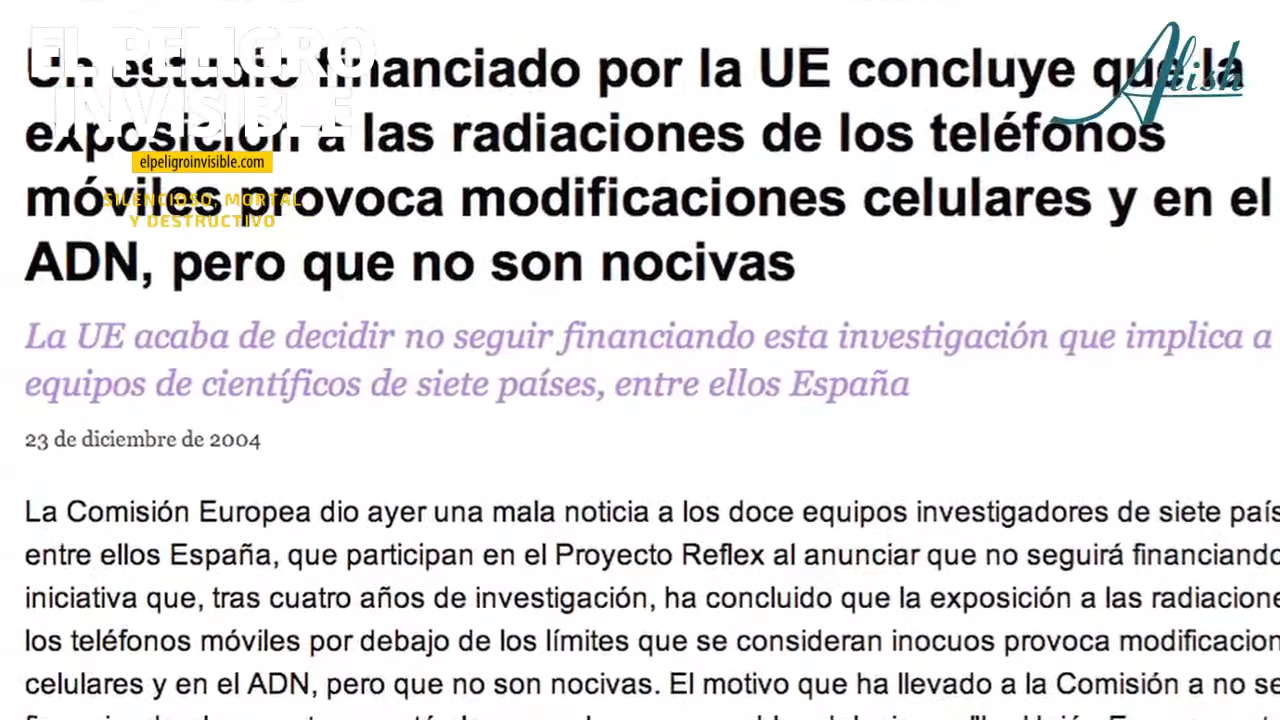 EL PELIGRO
INVISIBLE
elpeligroinvisible.com
SILENCIOSO, MORTAL
Y DESTRUCTIVO
Alish
Un estudio financiado por la UE concluye que la
exposición a las radiaciones de los teléfonos
móviles provoca modificaciones celulares y en el
ADN, pero que no son nocivas
La UE acaba de decidir no seguir financiando esta investigación que implica a
equipos de científicos de siete países, entre ellos España
23 de diciembre de 2004
La Comisión Europea dio ayer una mala noticia a los doce equipos investigadores de siete país
entre ellos España, que participan en el Proyecto Reflex al anunciar que no seguirá financiando
iniciativa que, tras cuatro años de investigación, ha concluido que la exposición a las radiacione
los teléfonos móviles por debajo de los límites que se consideran inocuos provoca modificacion
celulares y en el ADN, pero que no son nocivas. El motivo que ha llevado a la Comisión a no se